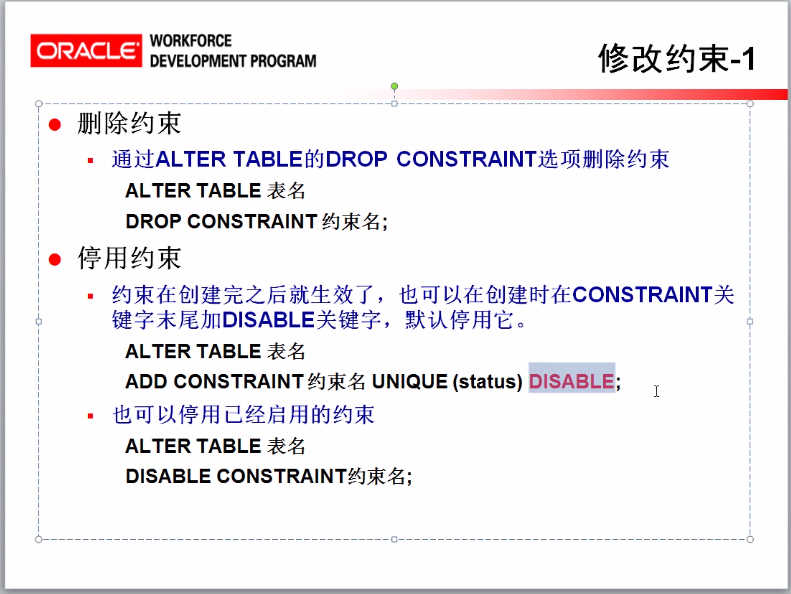 ORACLE WORKFORCE
DEVELOPMENT PROGRAM
修改约束-1
删除约束
通过ALTER TABLE的DROP CONSTRAINT选项删除约束
ALTER TABLE 表名
DROP CONSTRAINT 约束名;
停用约束
约束在创建完之后就生效了，也可以在创建时在CONSTRAINT关
键字末尾加DISABLE关键字，默认停用它。
ALTER TABLE 表名
ADD CONSTRAINT 约束名 UNIQUE (status) DISABLE;
也可以停用已经启用的约束
ALTER TABLE 表名
DISABLE CONSTRAINT约束名;